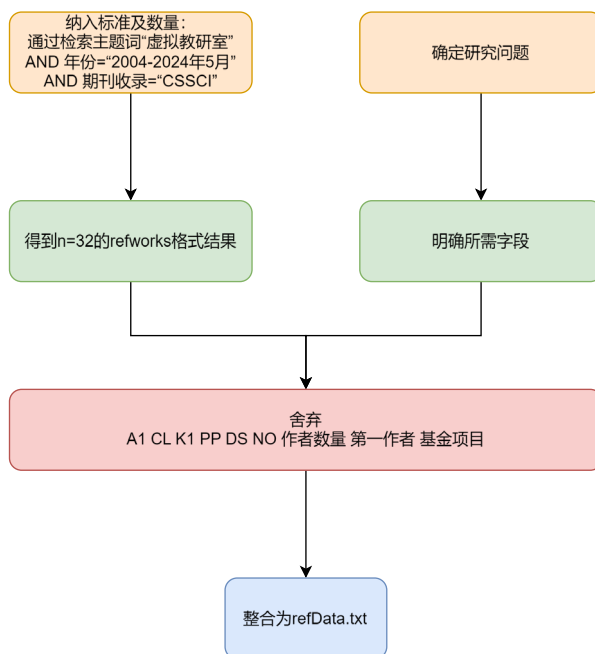 纳入标准及数量：
通过检索主题词“虚拟教研室”
AND 年份=“2004-2024年5月”
AND 期刊收录=“CSSCI”
确定研究问题
得到n=32的refworks格式结果
明确所需字段
舍弃
A1 CL K1 PP DS NO 作者数量 第一作者 基金项目
整合为refData.txt